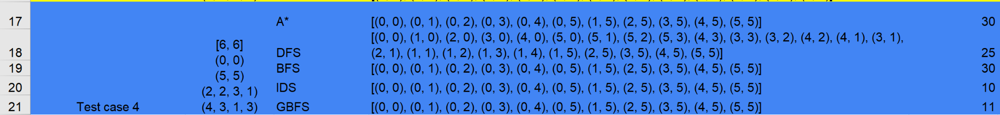 17 A* [(0, 0), (0, 1), (0, 2), (0, 3), (0, 4), (0, 5), (1, 5), (2, 5), (3, 5), (4, 5), (5, 5)] 30
[(0, 0), (1, 0), (2, 0), (3, 0), (4, 0), (5, 0), (5, 1), (5, 2), (5, 3), (4, 3), (3, 3), (3, 2), (4, 2), (4, 1), (3, 1),
[6, 6]
18 DFS (2, 1), (1, 1), (1, 2), (1, 3), (1, 4), (1, 5), (2, 5), (3, 5), (4, 5), (5, 5)] 25
(0, 0)
19 BFS [(0, 0), (0, 1), (0, 2), (0, 3), (0, 4), (0, 5), (1, 5), (2, 5), (3, 5), (4, 5), (5, 5)] 30
(5, 5)
20 IDS [(0, 0), (0, 1), (0, 2), (0, 3), (0, 4), (0, 5), (1, 5), (2, 5), (3, 5), (4, 5), (5, 5)] 10
(2, 2, 3, 1)
21 Test case 4 (4, 3, 1, 3) GBFS [(0, 0), (0, 1), (0, 2), (0, 3), (0, 4), (0, 5), (1, 5), (2, 5), (3, 5), (4, 5), (5, 5)] 11